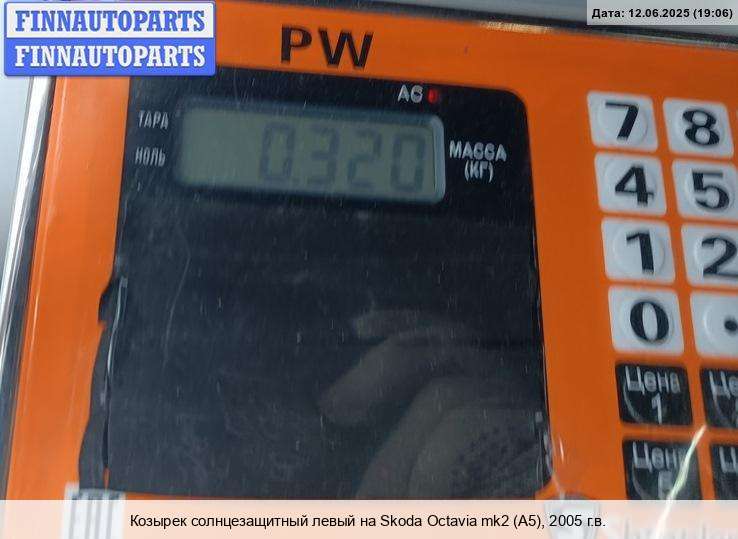 FINNAUTOPARTS
FINNAUTOPARTS
Дата: 12.06.2025 (19:06)
PW
AC
ТАРА
НОЛЬ
0.320
МАССА
(КГ)
7 8
4 5
1 2
0 .
Цена
1
Козырек солнцезащитный левый на Skoda Octavia mk2 (A5), 2005 г.в.